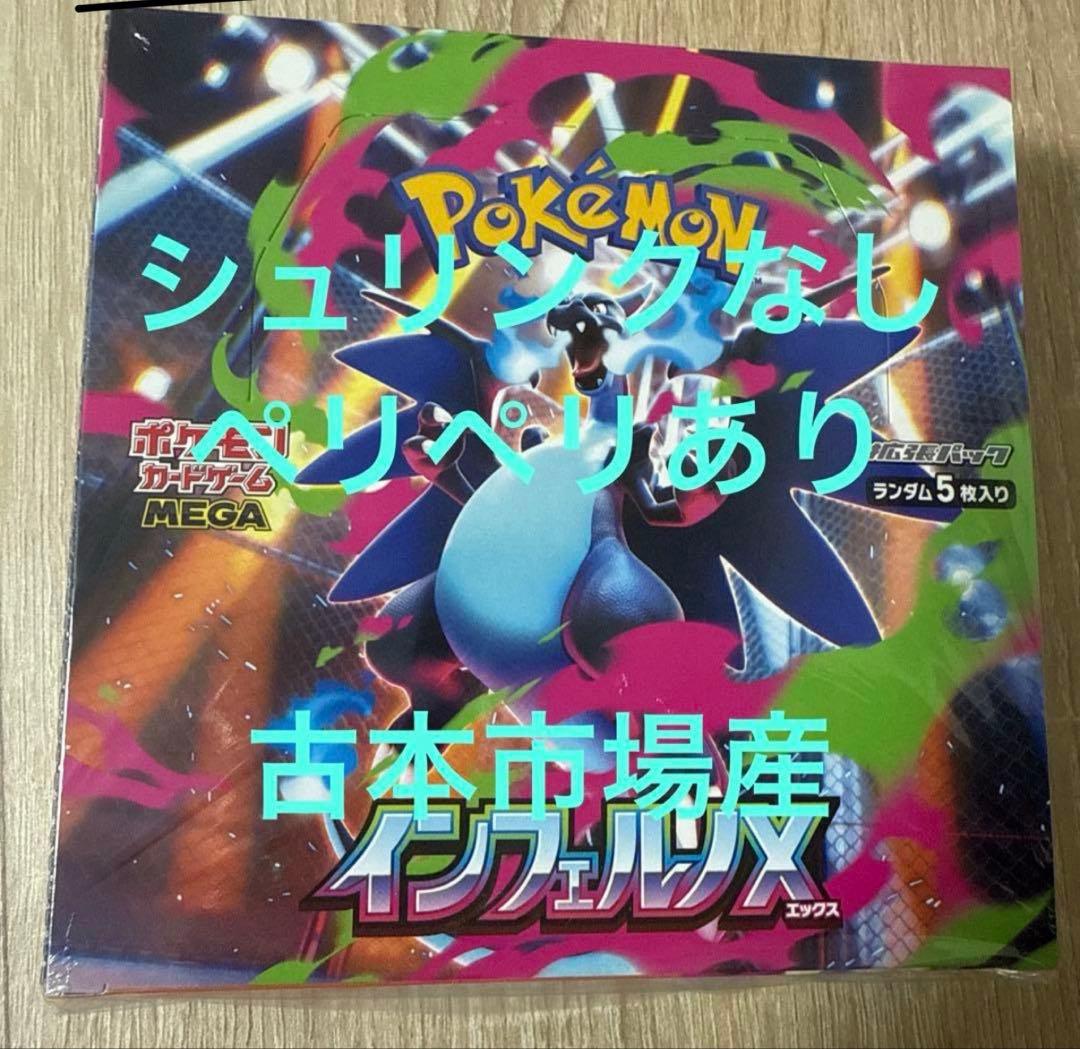 POKÉMON
シュリンクなし
ペリペリあり
ポケモン
カードゲーム
MEGA
拡張パック
ランダム5枚入り
古本市場産
インフェルノX
エックス